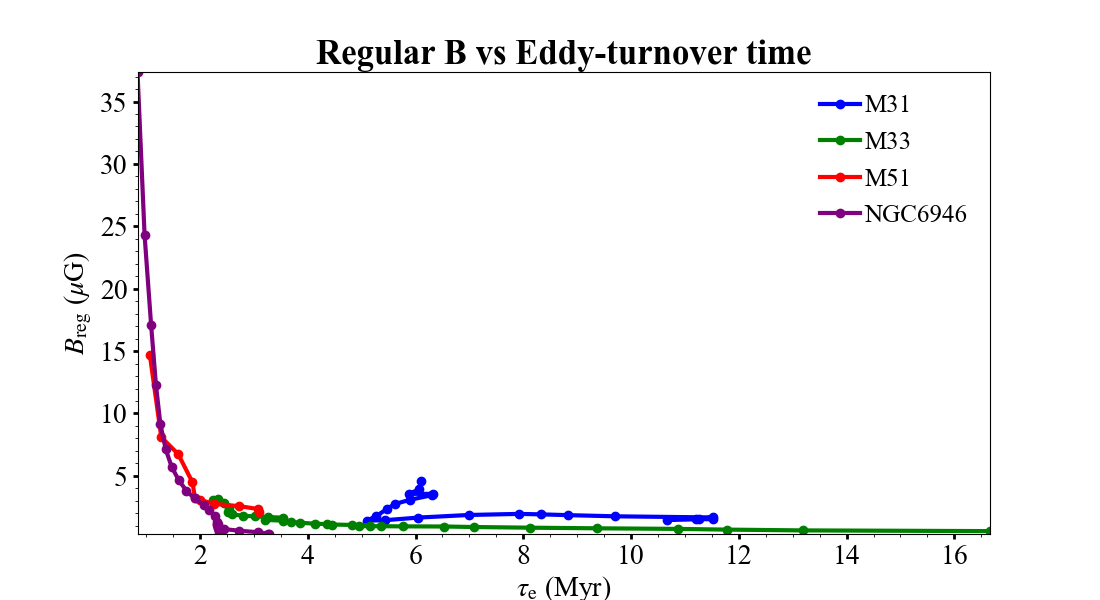 Regular B vs Eddy-turnover time
M31
M33
M51
NGC6946
35
30
25
20
15
10
5
B_reg (μG)
2 4 6 8 10 12 14 16
τ_e (Myr)